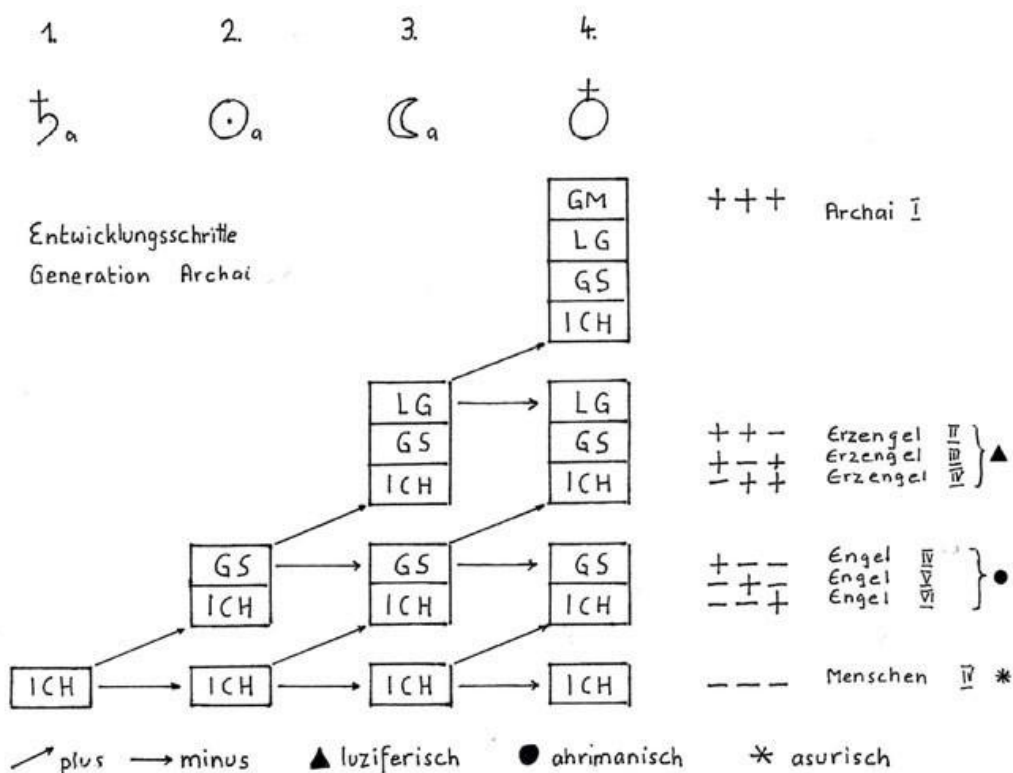 1. 2. 3. 4.
♄a ☉a ☾a ♁
GM +++ Archai I
LG
Entwicklungsschritte
Generation Archai
GS
ICH
LG LG ++- Erzengel II
GS GS +-+ Erzengel III
ICH ICH -++ Erzengel IV } ▲
GS GS GS +-- Engel IV
ICH ICH ICH -+- Engel V
--+ Engel VI } ●
ICH ICH ICH ICH --- Menschen IV *
↗ plus → minus ▲ luziferisch ● ahrimanisch * asurisch